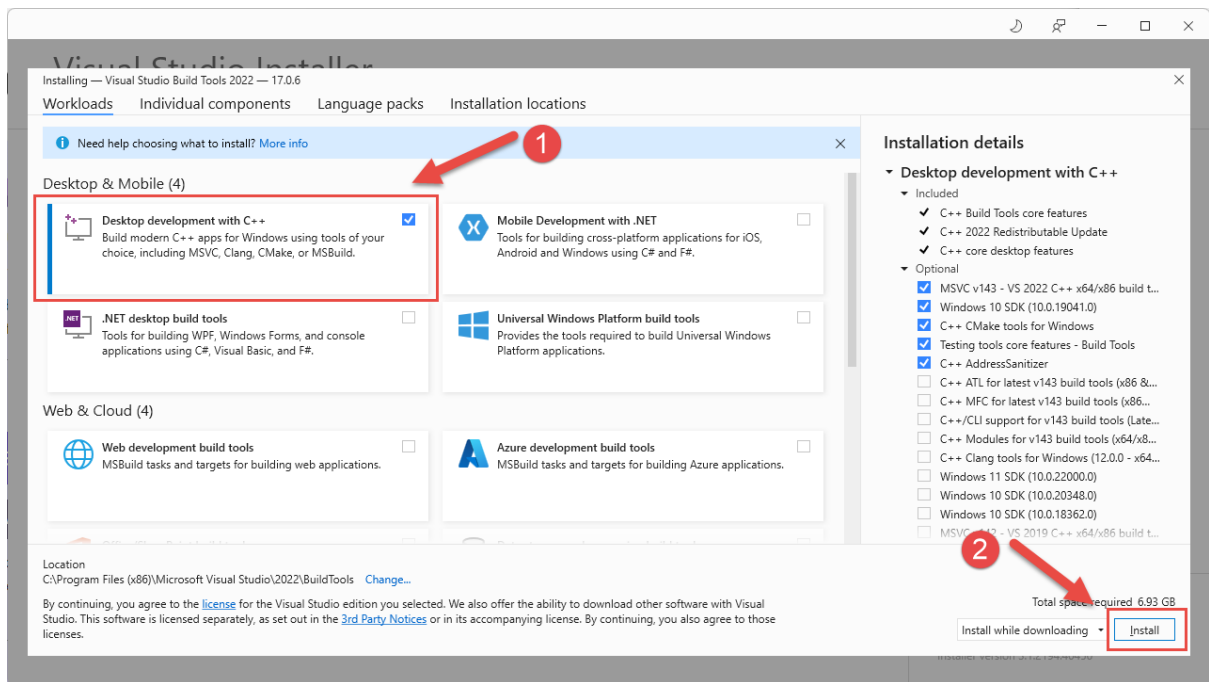 Visual Studio Installer
Installing — Visual Studio Build Tools 2022 — 17.0.6
Workloads Individual components Language packs Installation locations
Need help choosing what to install? More info
1
Desktop & Mobile (4)
Desktop development with C++
Build modern C++ apps for Windows using tools of your
choice, including MSVC, Clang, CMake, or MSBuild.
Mobile Development with .NET
Tools for building cross-platform applications for iOS,
Android and Windows using C# and F#.
.NET
.NET desktop build tools
Tools for building WPF, Windows Forms, and console
applications using C#, Visual Basic, and F#.
Universal Windows Platform build tools
Provides the tools required to build Universal Windows
Platform applications.
Web & Cloud (4)
Web development build tools
MSBuild tasks and targets for building web applications.
Azure development build tools
MSBuild tasks and targets for building Azure applications.
Installation details
Desktop development with C++
Included
C++ Build Tools core features
C++ 2022 Redistributable Update
C++ core desktop features
Optional
MSVC v143 - VS 2022 C++ x64/x86 build t...
Windows 10 SDK (10.0.19041.0)
C++ CMake tools for Windows
Testing tools core features - Build Tools
C++ AddressSanitizer
C++ ATL for latest v143 build tools (x86 &...
C++ MFC for latest v143 build tools (x86...
C++/CLI support for v143 build tools (Late...
C++ Modules for v143 build tools (x64/x8...
C++ Clang tools for Windows (12.0.0 - x64...
Windows 11 SDK (10.0.22000.0)
Windows 10 SDK (10.0.20348.0)
Windows 10 SDK (10.0.18362.0)
MSVC v142 - VS 2019 C++ x64/x86 build t...
2
Location
C:\Program Files (x86)\Microsoft Visual Studio\2022\BuildTools Change...
By continuing, you agree to the license for the Visual Studio edition you selected. We also offer the ability to download other software with Visual
Studio. This software is licensed separately, as set out in the 3rd Party Notices or in its accompanying license. By continuing, you also agree to those
licenses.
Total space required 6.93 GB
Install while downloading
Install